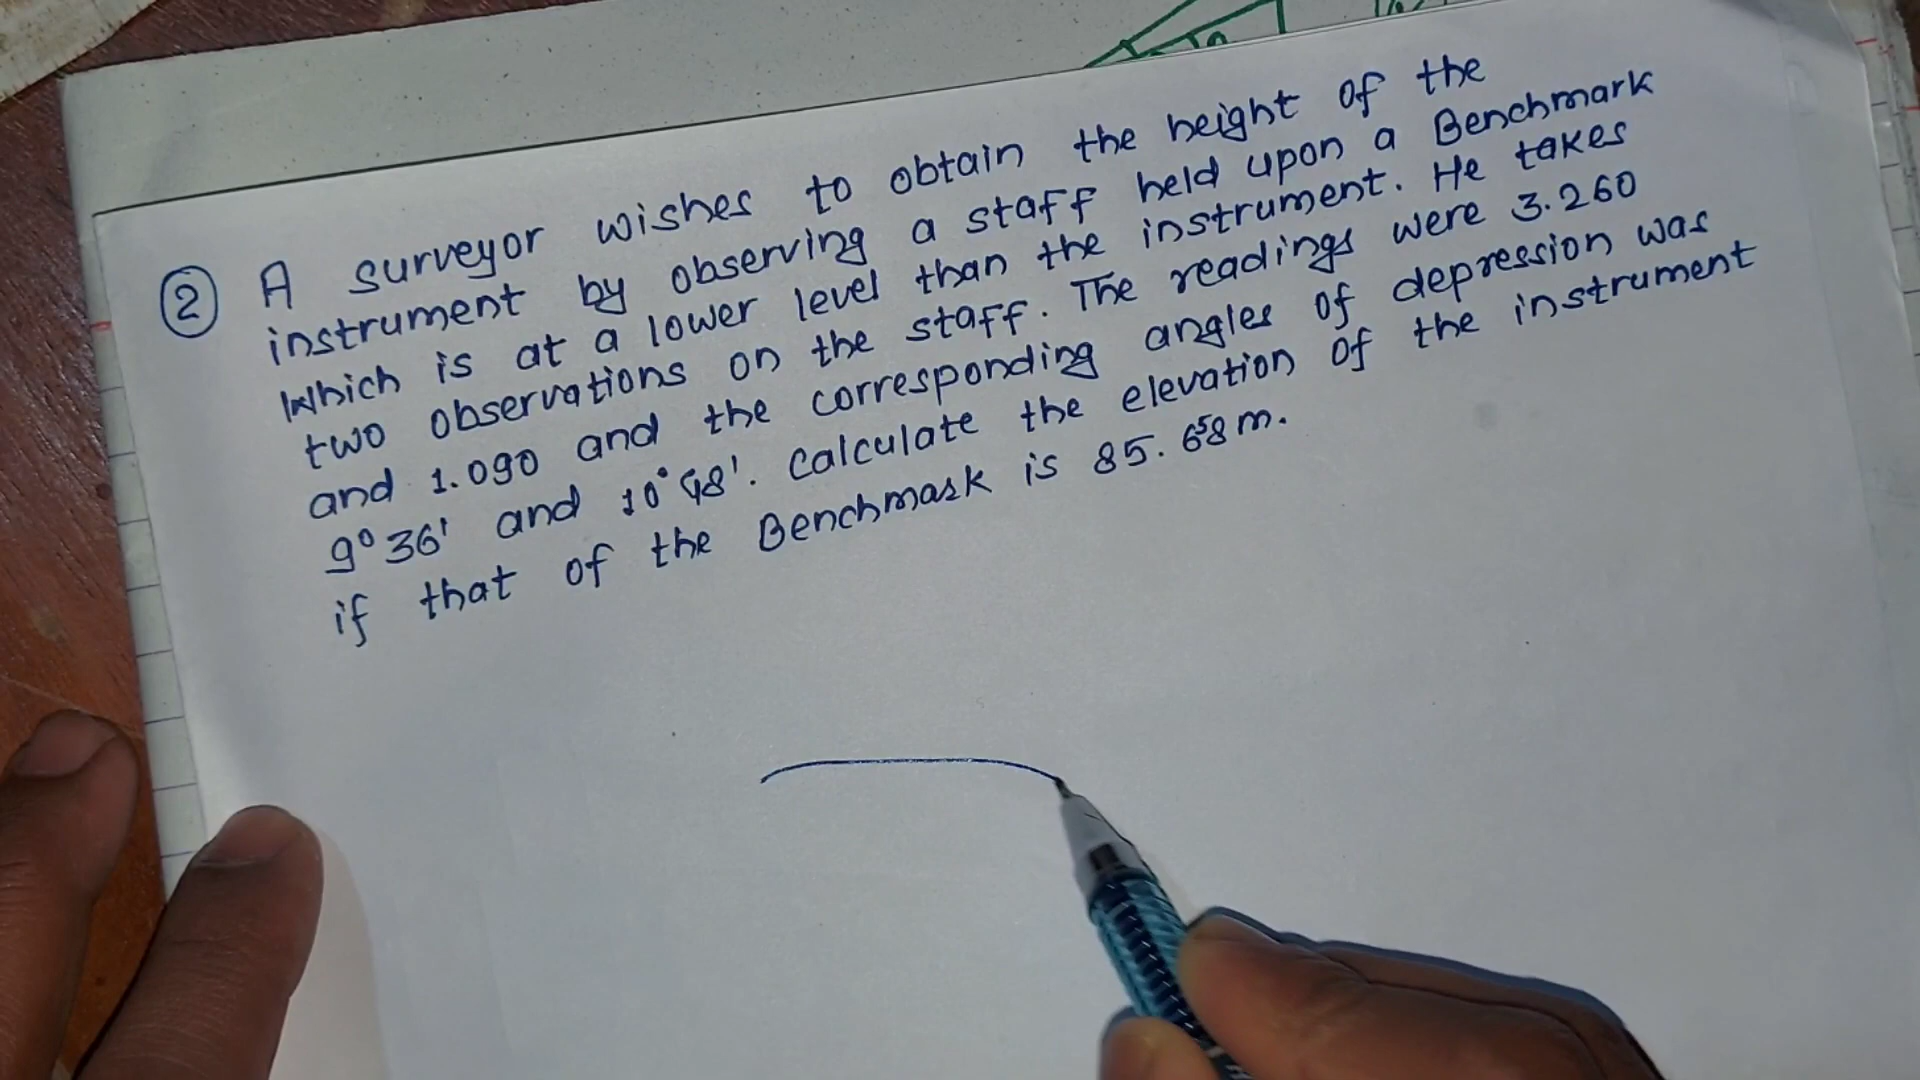 ② A surveyor wishes to obtain the height of the
instrument by observing a staff held upon a Benchmark
which is at a lower level than the instrument. He takes
two observations on the staff. The readings were 3.260
and 1.090 and the corresponding angles of depression was
9° 36' and 10° 48'. Calculate the elevation of the instrument
if that of the Benchmark is 85.658 m.